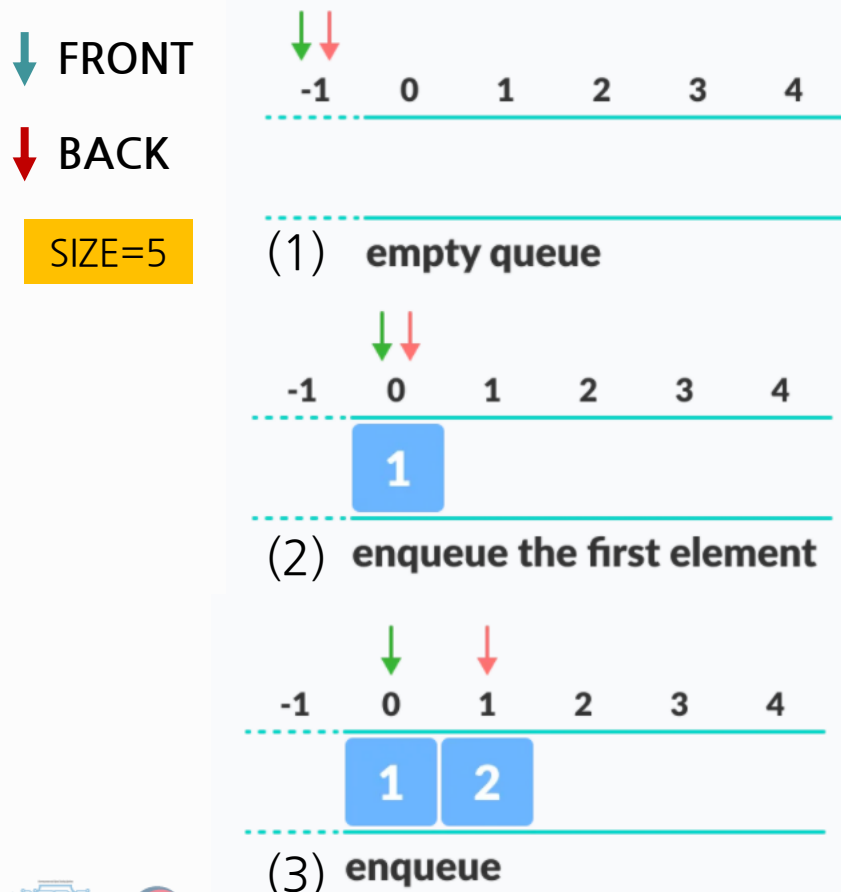 FRONT
BACK
SIZE=5
-1 0 1 2 3 4
(1) empty queue
-1 0 1 2 3 4
1
(2) enqueue the first element
-1 0 1 2 3 4
1 2
(3) enqueue